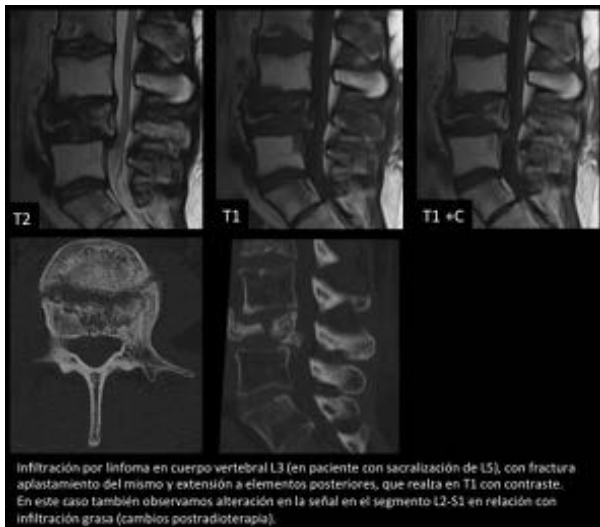 T2
T1
T1 +C
Infiltración por linfoma en cuerpo vertebral L3 (en paciente con sacralización de L5), con fractura
aplastamiento del mismo y extensión a elementos posteriores, que realza en T1 con contraste.
En este caso también observamos alteración en la señal en el segmento L2-S1 en relación con
infiltración grasa (cambios postradioterapia).